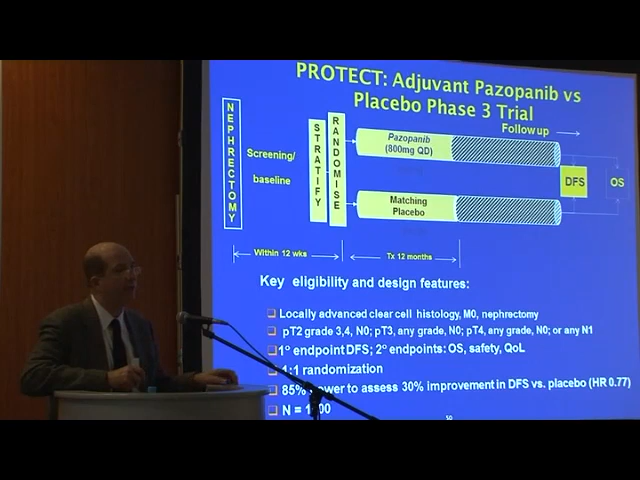 PROTECT: Adjuvant Pazopanib vs
Placebo Phase 3 Trial
Follow up
NEPHRECTOMY
Screening/
baseline
STRATIFY
RANDOMISE
Pazopanib
(800mg QD)
DFS
OS
Matching
Placebo
Within 12 wks
Tx 12 months
Key eligibility and design features:
Locally advanced clear cell histology, M0, nephrectomy
pT2 grade 3,4, N0; pT3, any grade, N0; pT4, any grade, N0; or any N1
1º endpoint DFS; 2º endpoints: OS, safety, QoL
1:1 randomization
85% power to assess 30% improvement in DFS vs. placebo (HR 0.77)
N =
50